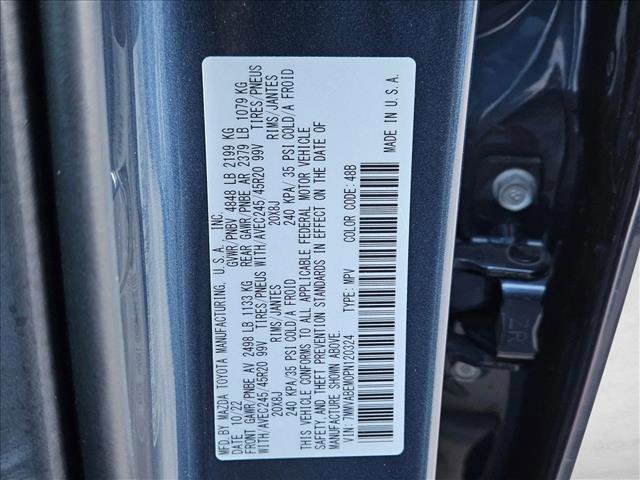 MFD.BY MAZDA TOYOTA MANUFACTURING, U.S.A. INC.
DATE 10/22 GVWR/PNBV 4848 LB 2199 KG
FRONT GAWR/PNBE AV 2498 LB 1133 KG REAR GAWR/PNBE AR 2379 LB 1079 KG
WITH/AVEC245/45R20 99V TIRES/PNEUS WITH/AVEC245/45R20 99V TIRES/PNEUS
20X8J RIMS/JANTES 20X8J RIMS/JANTES
240 KPA/35 PSI COLD/A FROID 240 KPA/35 PSI COLD/A FROID
THIS VEHICLE CONFORMS TO ALL APPLICABLE FEDERAL MOTOR VEHICLE
SAFETY, AND THEFT PREVENTION STANDARDS IN EFFECT ON THE DATE OF
MANUFACTURE SHOWN ABOVE.
VIN: 7MMVABEM0PN120324 TYPE: MPV COLOR CODE: 48B MADE IN U.S.A.
ZR